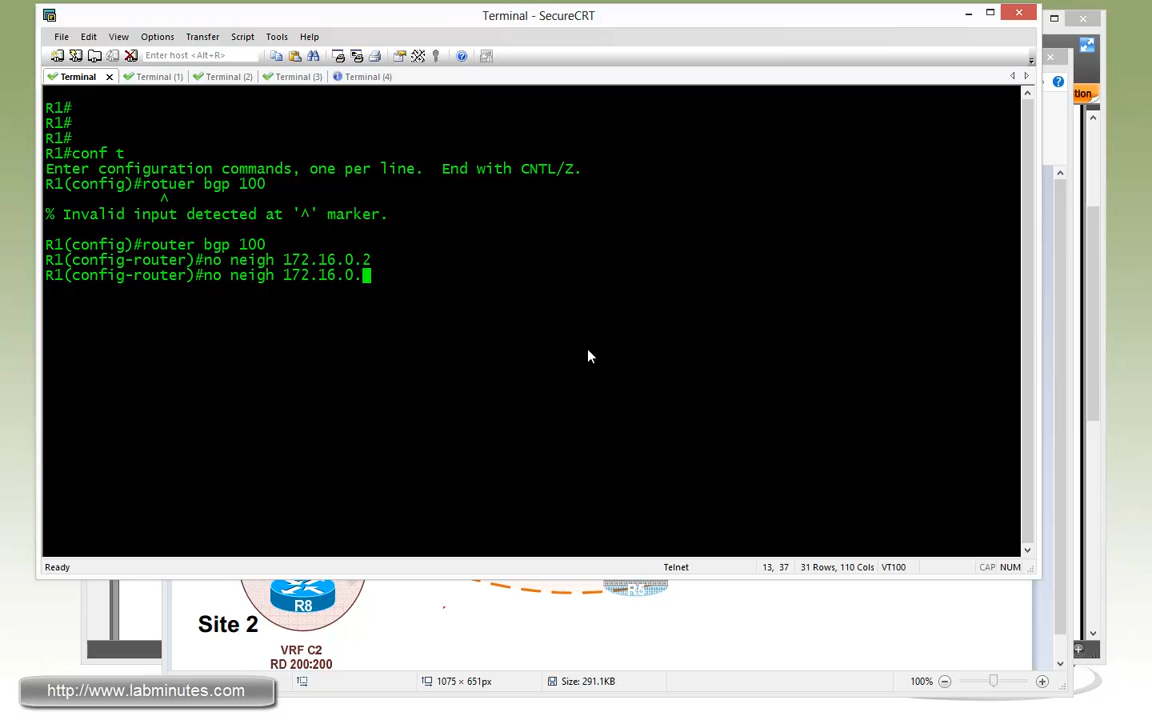 Terminal - SecureCRT
File Edit View Options Transfer Script Tools Help
Enter host <Alt+R>
Terminal Terminal (1) Terminal (2) Terminal (3) Terminal (4)
tion
R1#
R1#
R1#
R1#conf t
Enter configuration commands, one per line.  End with CNTL/Z.
R1(config)#rotuer bgp 100
^
% Invalid input detected at '^' marker.
R1(config)#router bgp 100
R1(config-router)#no neigh 172.16.0.2
R1(config-router)#no neigh 172.16.0.
Ready Telnet 13, 37 31 Rows, 110 Cols VT100 CAP NUM
R8
Site 2
VRF C2
RD 200:200
1075 × 651px Size: 291.1KB 100%
http://www.labminutes.com